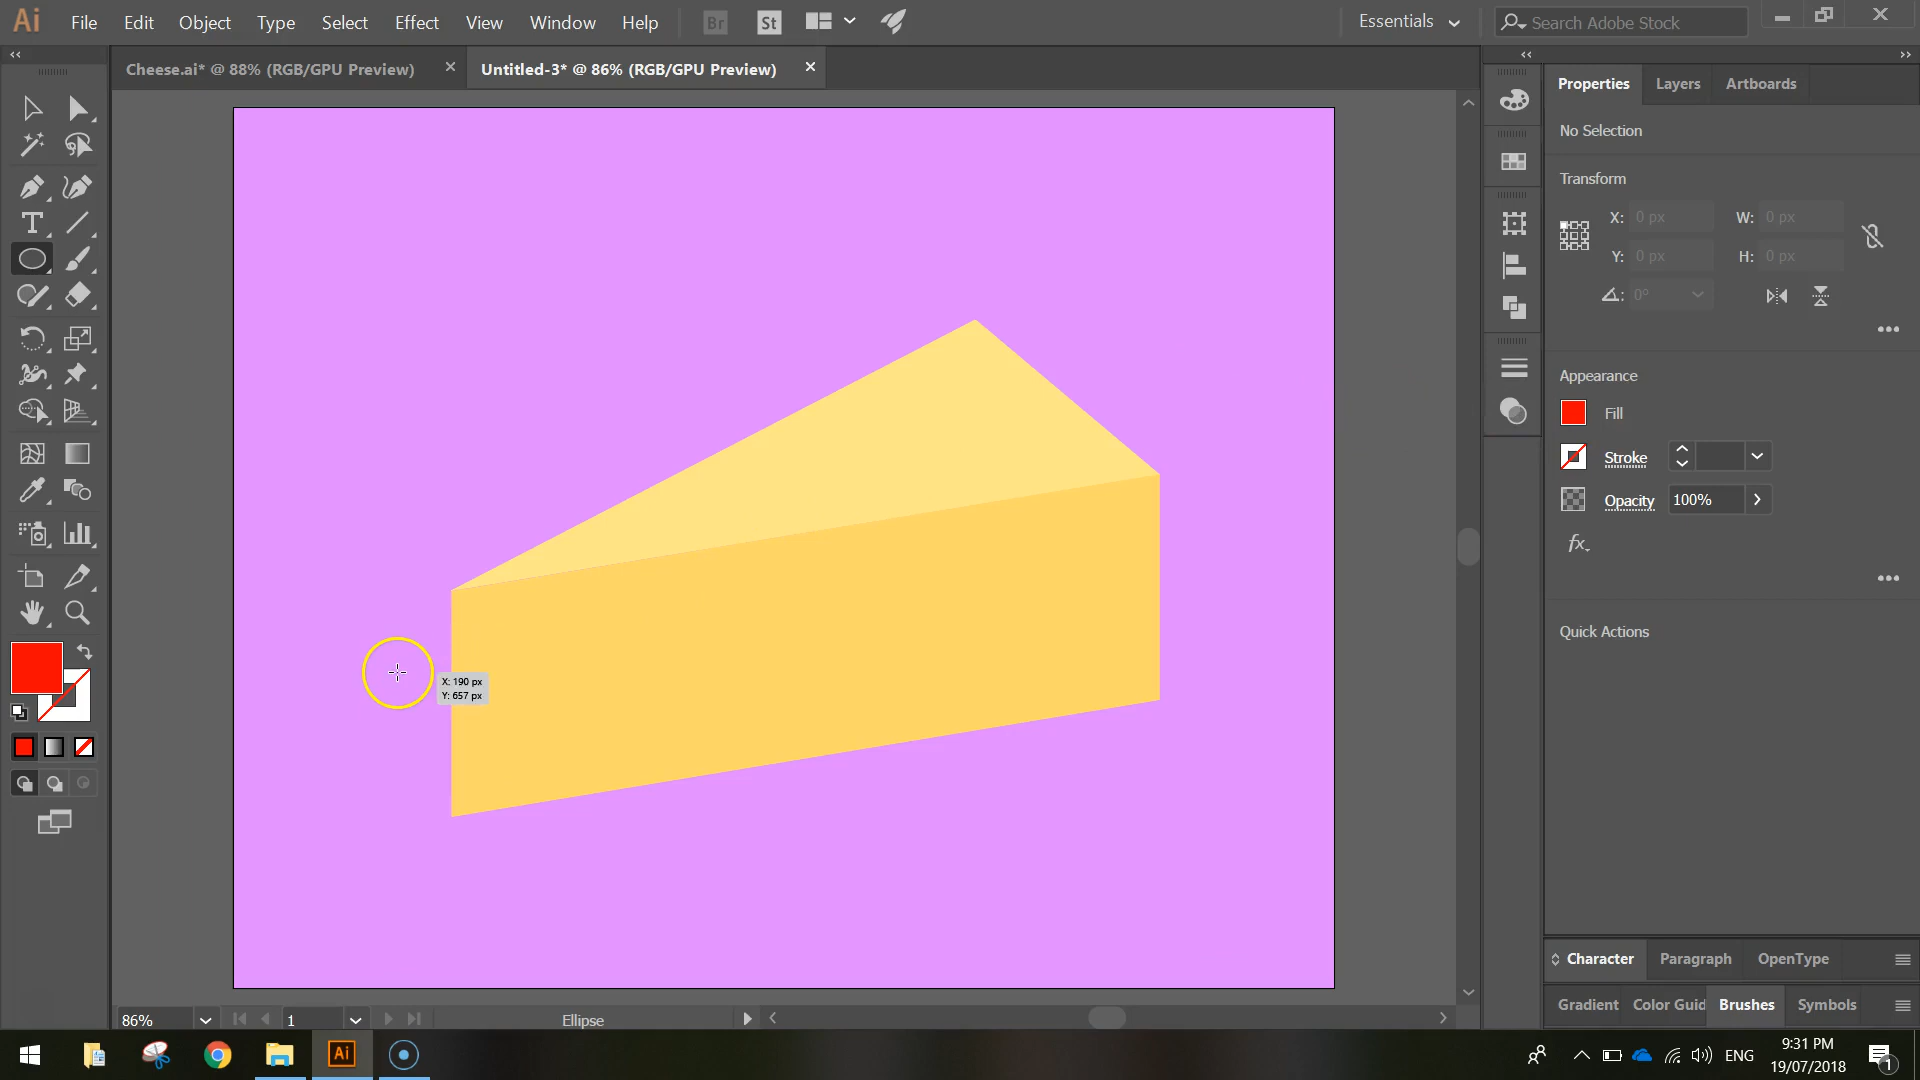 Ai File Edit Object Type Select Effect View Window Help Br St Essentials Search Adobe Stock
Cheese.ai* @ 88% (RGB/GPU Preview) Untitled-3* @ 86% (RGB/GPU Preview)
Properties Layers Artboards
No Selection
Transform
X: 0 px W: 0 px
Y: 0 px H: 0 px
0°
Appearance
Fill
Stroke
Opacity 100%
fx
Quick Actions
T
X: 190 px
Y: 657 px
Character Paragraph OpenType
Gradient Color Guid Brushes Symbols
86% 1 Ellipse
Ai ENG
9:31 PM
19/07/2018
1